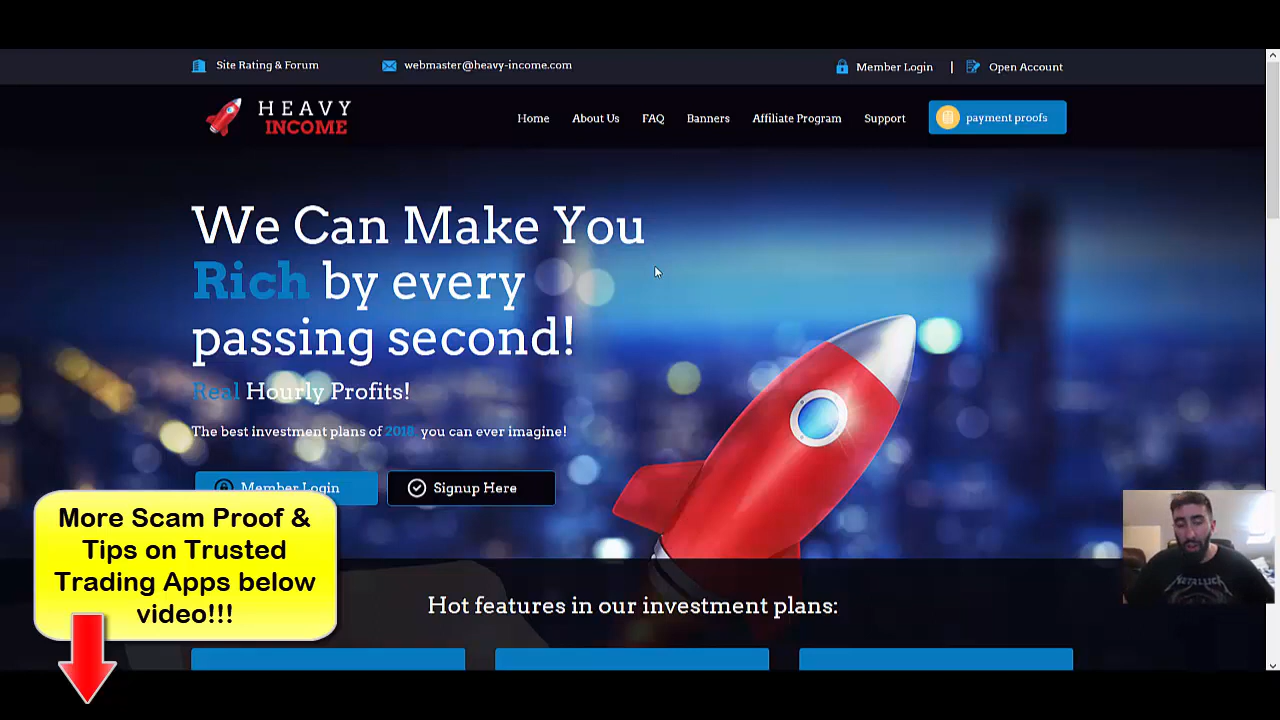 Site Rating & Forum
webmaster@heavy-income.com
Member Login | Open Account
HEAVY
INCOME
Home
About Us
FAQ
Banners
Affiliate Program
Support
payment proofs
We Can Make You
Rich by every
passing second!
Real Hourly Profits!
The best investment plans of 2018, you can ever imagine!
Member Login
Signup Here
More Scam Proof &
Tips on Trusted
Trading Apps below
video!!!
METALLICA
Hot features in our investment plans: